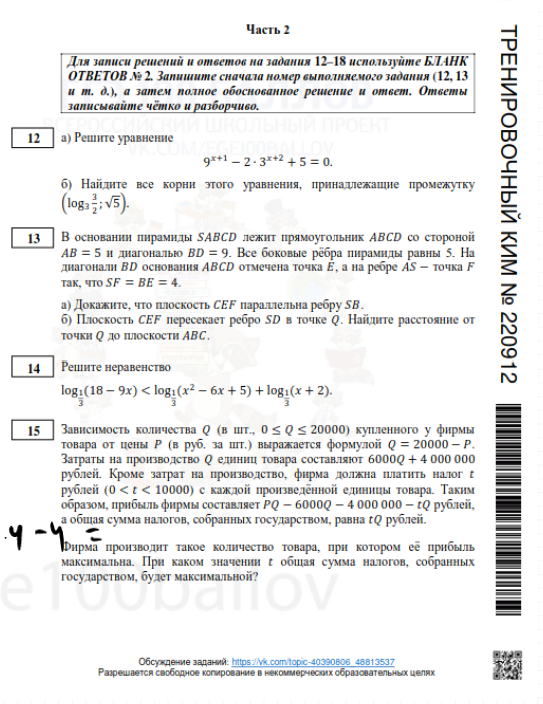 Часть 2
Для записи решений и ответов на задания 12–18 используйте БЛАНК
ОТВЕТОВ № 2. Запишите сначала номер выполняемого задания (12, 13
и т. д.), а затем полное обоснованное решение и ответ. Ответы
записывайте чётко и разборчиво.
ВСЕРОССИЙСКИЙ ШКОЛЬНЫЙ ПРОЕКТ
VK.COM/EGE100BALLOV
12 а) Решите уравнение
9^{x+1} − 2 · 3^{x+2} + 5 = 0.
б) Найдите все корни этого уравнения, принадлежащие промежутку
(log₃ 3/2; √5).
13 В основании пирамиды SABCD лежит прямоугольник ABCD со стороной
AB = 5 и диагональю BD = 9. Все боковые рёбра пирамиды равны 5. На
диагонали BD основания ABCD отмечена точка E, а на ребре AS − точка F
так, что SF = BE = 4.
а) Докажите, что плоскость CEF параллельна ребру SB.
б) Плоскость CEF пересекает ребро SD в точке Q. Найдите расстояние от
точки Q до плоскости ABC.
14 Решите неравенство
log_{1/3}(18 − 9x) < log_{1/3}(x² − 6x + 5) + log_{1/3}(x + 2).
15 Зависимость количества Q (в шт., 0 ≤ Q ≤ 20000) купленного у фирмы
товара от цены P (в руб. за шт.) выражается формулой Q = 20000 − P.
Затраты на производство Q единиц товара составляют 6000Q + 4 000 000
рублей. Кроме затрат на производство, фирма должна платить налог t
рублей (0 < t < 10000) с каждой произведённой единицы товара. Таким
образом, прибыль фирмы составляет PQ − 6000Q − 4 000 000 − tQ рублей,
а общая сумма налогов, собранных государством, равна tQ рублей.
4 − 4 =
Фирма производит такое количество товара, при котором её прибыль
максимальна. При каком значении t общая сумма налогов, собранных
государством, будет максимальной?
e100ballov
Обсуждение заданий: https://vk.com/topic-40390806_48813537
Разрешается свободное копирование в некоммерческих образовательных целях
ТРЕНИРОВОЧНЫЙ КИМ № 220912